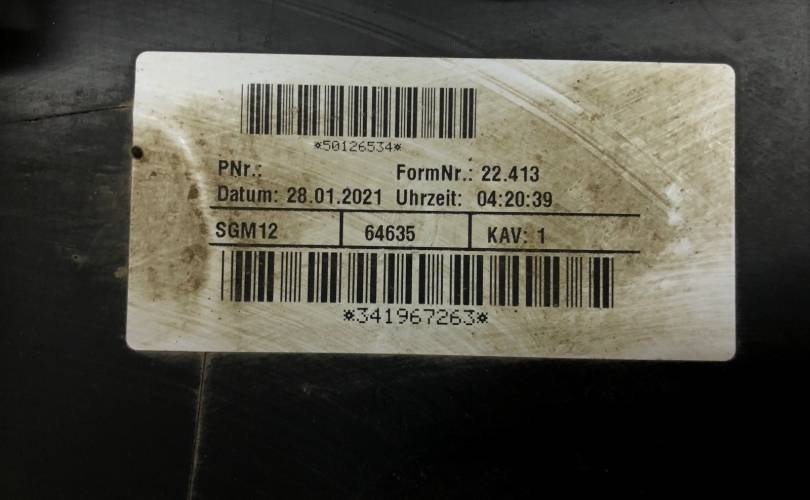 *50126534*
PNr.: FormNr.: 22.413
Datum: 28.01.2021 Uhrzeit: 04:20:39
SGM12 64635 KAV: 1
*341967263*